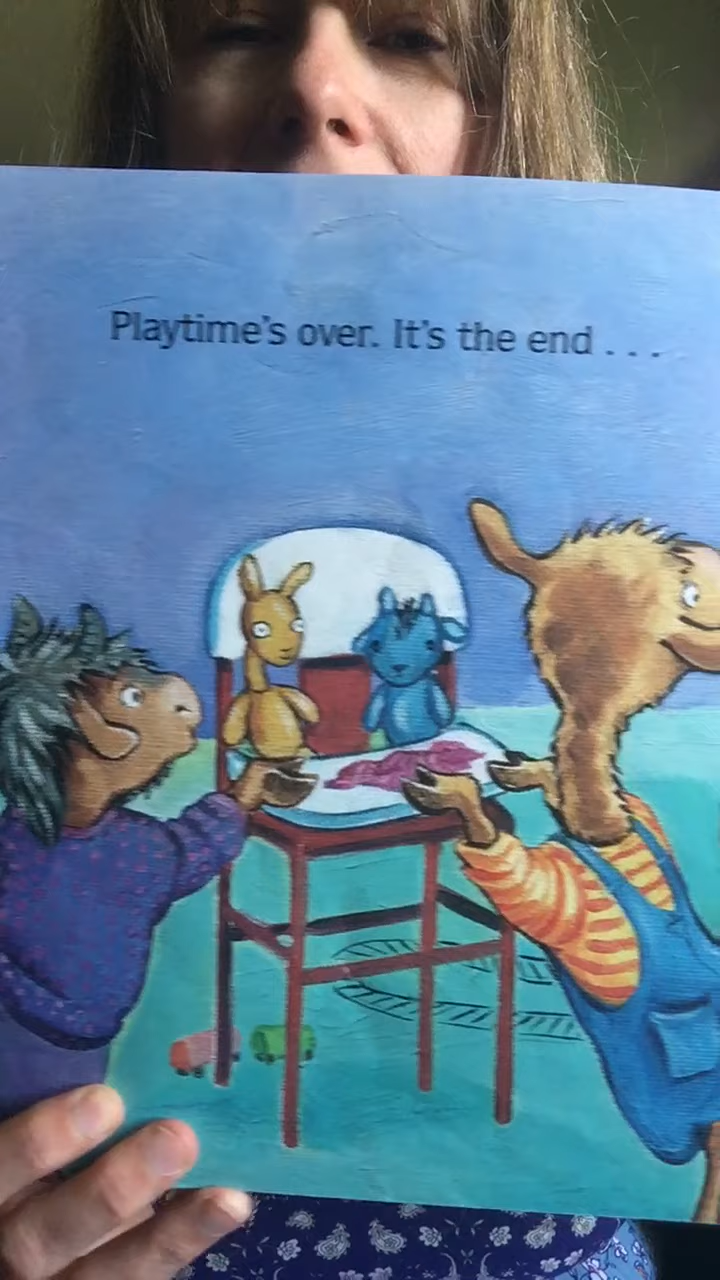 Playtime's over. It's the end . . .